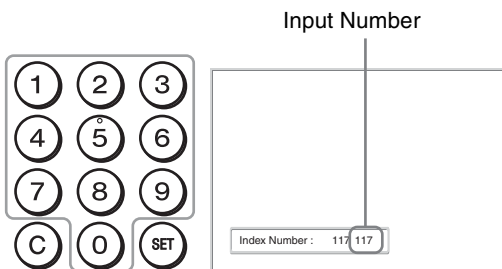 Input Number
1 2 3
4 5 6
7 8 9
C 0 SET
Index Number : 117 117